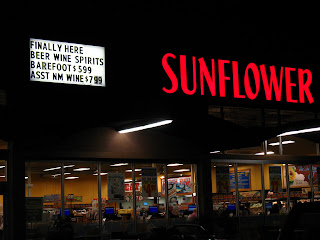 FINALLY HERE
BEER WINE SPIRITS
BAREFOOT $ 5 99
ASST NM WINE $ 7 99
SUNFLOWER